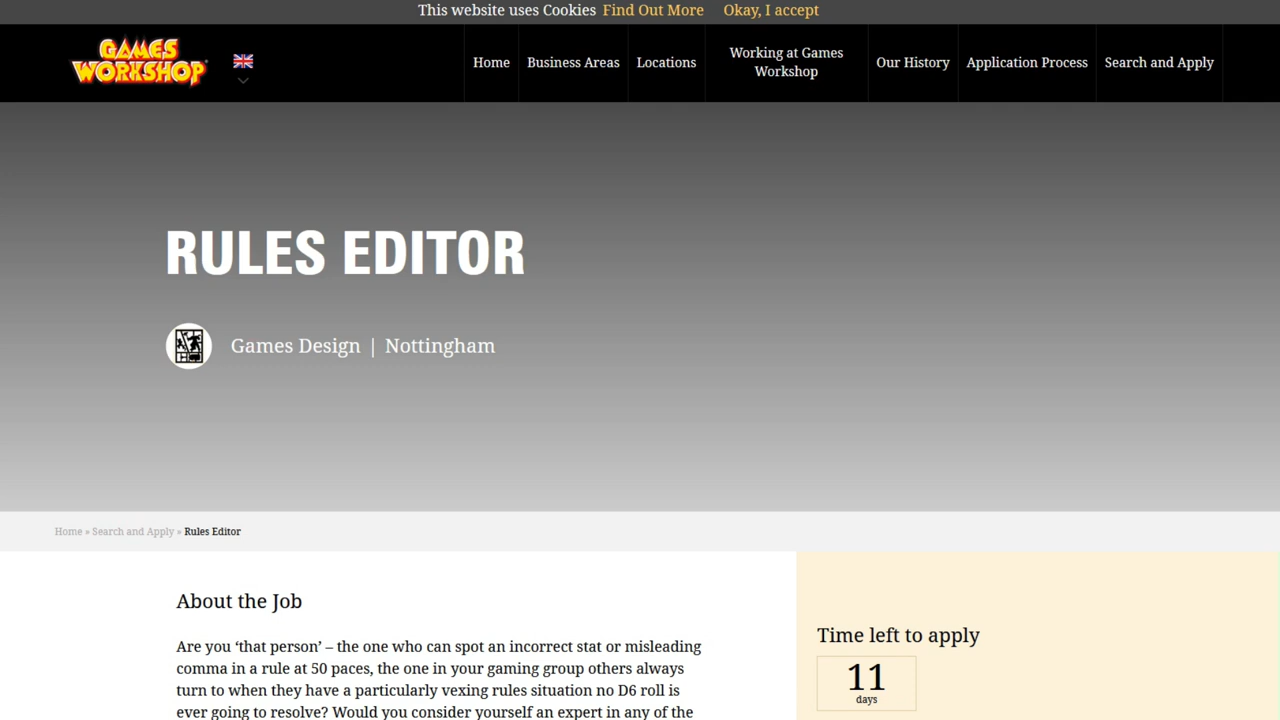 This website uses Cookies Find Out More Okay, I accept
GAMES
WORKSHOP
Home
Business Areas
Locations
Working at Games
Workshop
Our History
Application Process
Search and Apply
RULES EDITOR
Games Design | Nottingham
Home » Search and Apply » Rules Editor
About the Job
Are you ‘that person’ – the one who can spot an incorrect stat or misleading
comma in a rule at 50 paces, the one in your gaming group others always
turn to when they have a particularly vexing rules situation no D6 roll is
ever going to resolve? Would you consider yourself an expert in any of the
Time left to apply
11
days